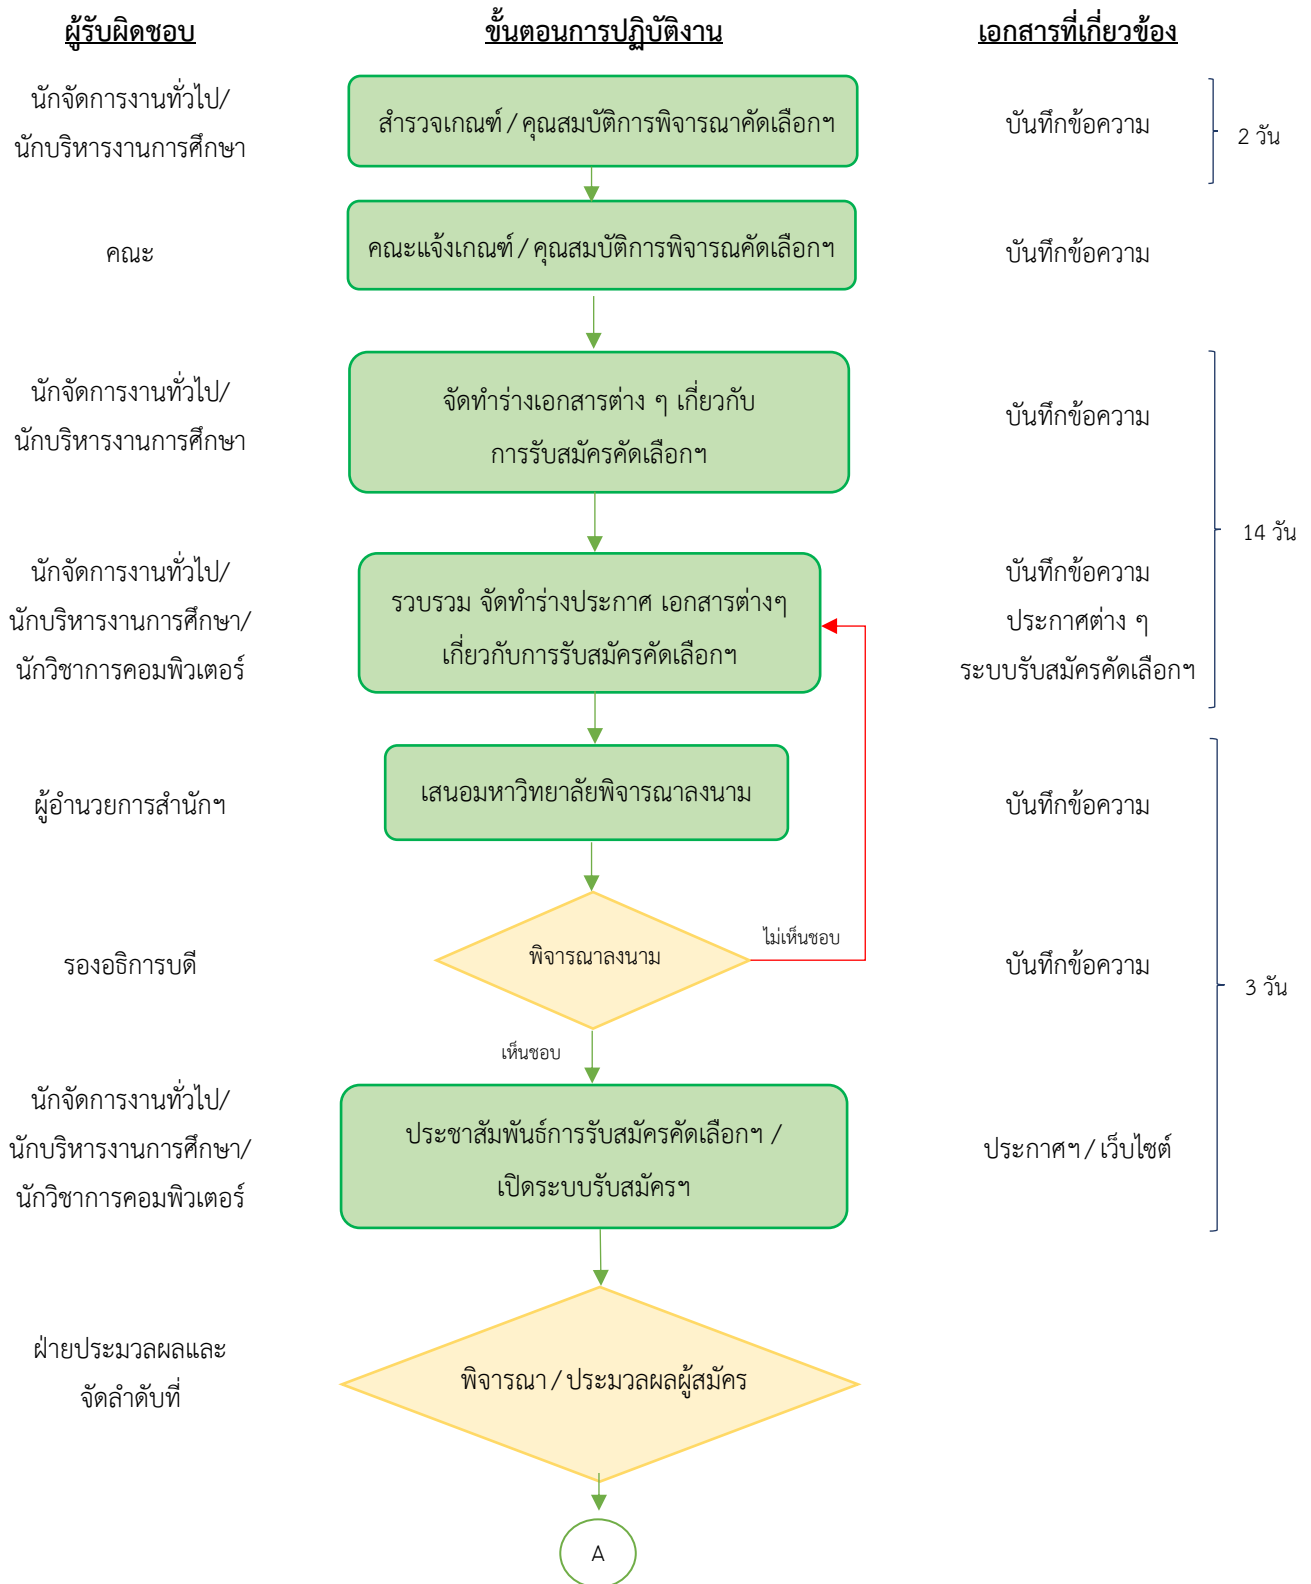 ผู้รับผิดชอบ
ขั้นตอนการปฏิบัติงาน
เอกสารที่เกี่ยวข้อง
นักจัดการงานทั่วไป/
นักบริหารงานการศึกษา
สำรวจเกณฑ์ / คุณสมบัติการพิจารณาคัดเลือกฯ
บันทึกข้อความ
2 วัน
คณะ
คณะแจ้งเกณฑ์ / คุณสมบัติการพิจารณคัดเลือกฯ
บันทึกข้อความ
นักจัดการงานทั่วไป/
นักบริหารงานการศึกษา
จัดทำร่างเอกสารต่าง ๆ เกี่ยวกับ
การรับสมัครคัดเลือกฯ
บันทึกข้อความ
14 วัน
นักจัดการงานทั่วไป/
นักบริหารงานการศึกษา/
นักวิชาการคอมพิวเตอร์
รวบรวม จัดทำร่างประกาศ เอกสารต่างๆ
เกี่ยวกับการรับสมัครคัดเลือกฯ
บันทึกข้อความ
ประกาศต่าง ๆ
ระบบรับสมัครคัดเลือกฯ
ผู้อำนวยการสำนักฯ
เสนอมหาวิทยาลัยพิจารณาลงนาม
บันทึกข้อความ
รองอธิการบดี
พิจารณาลงนาม
ไม่เห็นชอบ
บันทึกข้อความ
3 วัน
เห็นชอบ
นักจัดการงานทั่วไป/
นักบริหารงานการศึกษา/
นักวิชาการคอมพิวเตอร์
ประชาสัมพันธ์การรับสมัครคัดเลือกฯ /
เปิดระบบรับสมัครฯ
ประกาศฯ / เว็บไซต์
ฝ่ายประมวลผลและ
จัดลำดับที่
พิจารณา / ประมวลผลผู้สมัคร
A